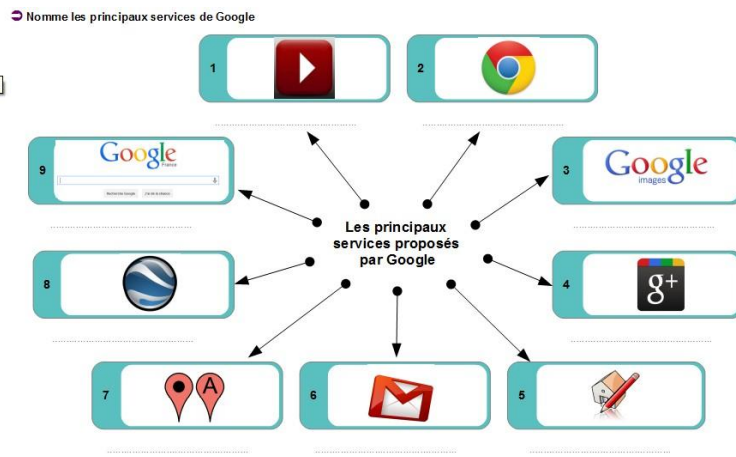 Nomme les principaux services de Google
1
2
Google
France
9
3
Google
images
Les principaux
services proposés
par Google
8
4
g+
7
A
6
5